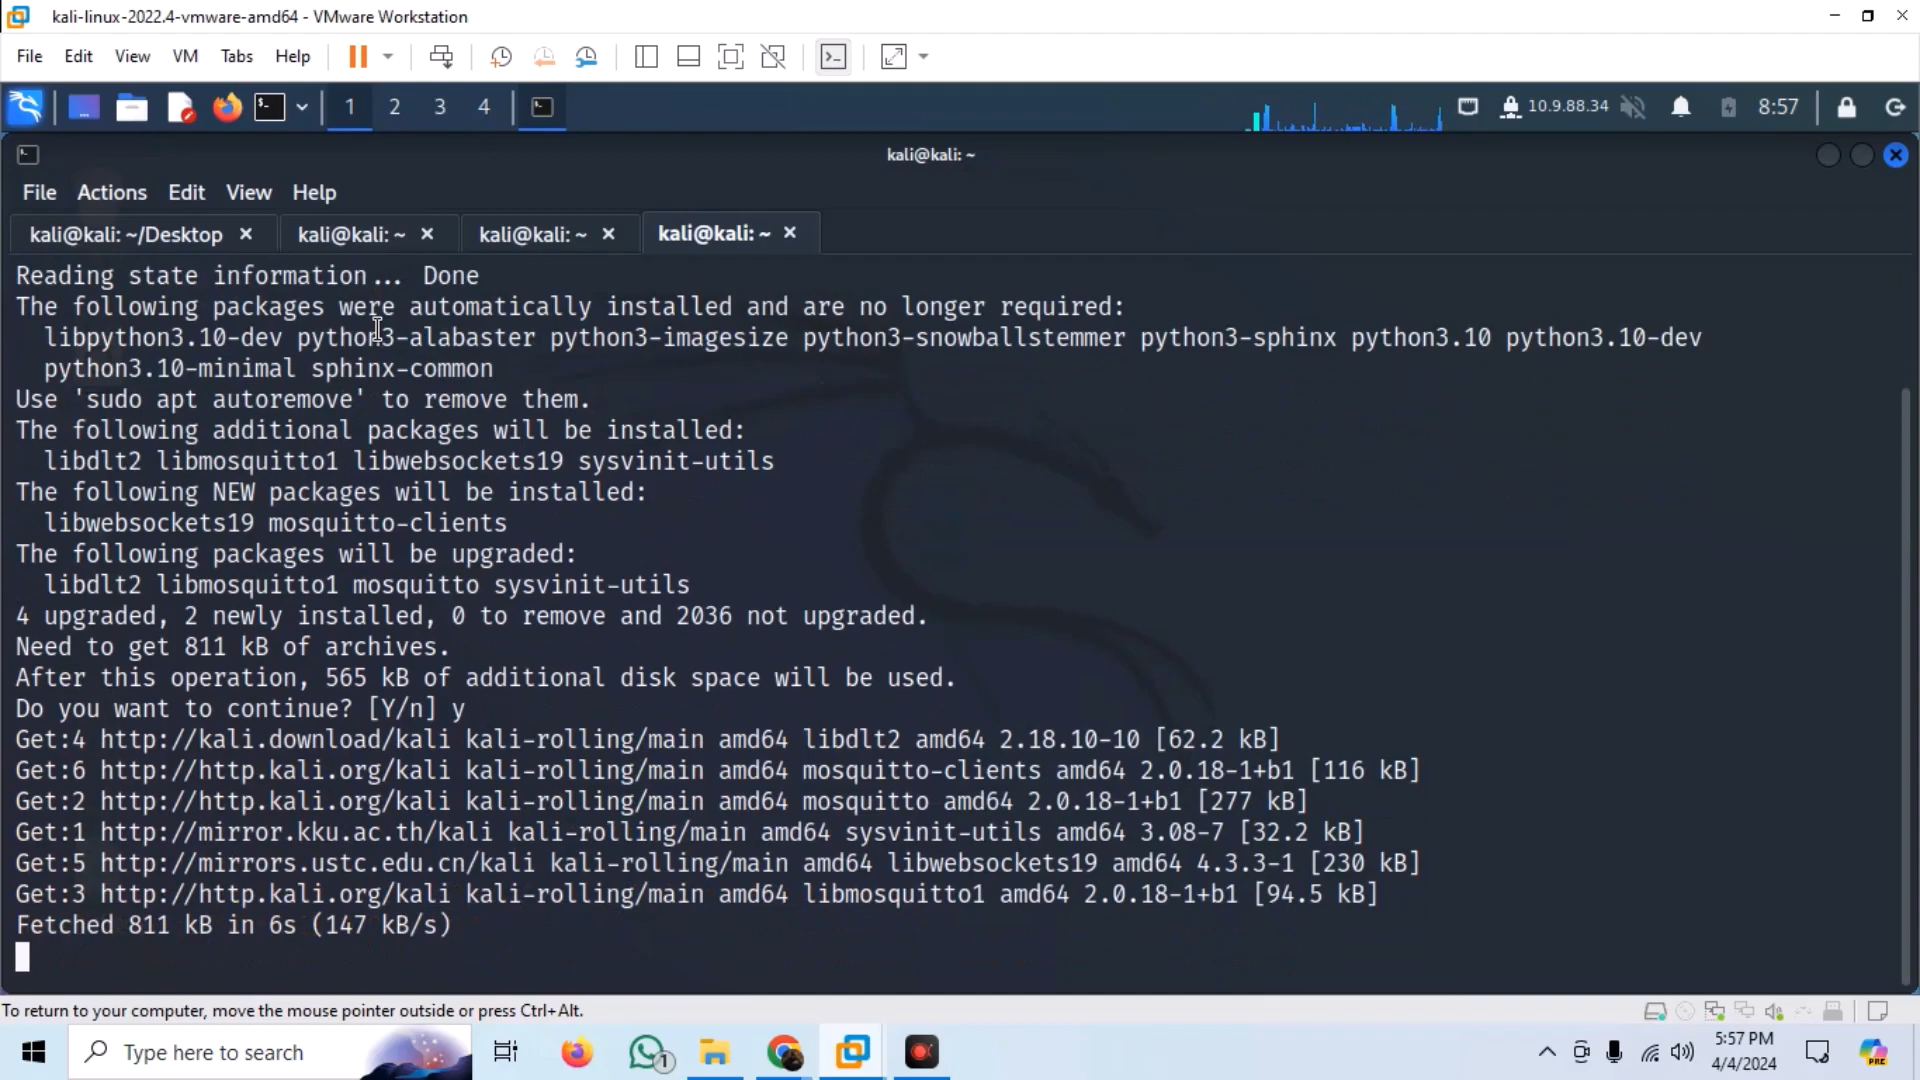 kali-linux-2022.4-vmware-amd64 - VMware Workstation
File Edit View VM Tabs Help
1 2 3 4 10.9.88.34 8:57
kali@kali: ~
File Actions Edit View Help
kali@kali: ~/Desktop kali@kali: ~ kali@kali: ~ kali@kali: ~
Reading state information... Done
The following packages were automatically installed and are no longer required:
libpython3.10-dev python3-alabaster python3-imagesize python3-snowballstemmer python3-sphinx python3.10 python3.10-dev
python3.10-minimal sphinx-common
Use 'sudo apt autoremove' to remove them.
The following additional packages will be installed:
libdlt2 libmosquitto1 libwebsockets19 sysvinit-utils
The following NEW packages will be installed:
libwebsockets19 mosquitto-clients
The following packages will be upgraded:
libdlt2 libmosquitto1 mosquitto sysvinit-utils
4 upgraded, 2 newly installed, 0 to remove and 2036 not upgraded.
Need to get 811 kB of archives.
After this operation, 565 kB of additional disk space will be used.
Do you want to continue? [Y/n] y
Get:4 http://kali.download/kali kali-rolling/main amd64 libdlt2 amd64 2.18.10-10 [62.2 kB]
Get:6 http://http.kali.org/kali kali-rolling/main amd64 mosquitto-clients amd64 2.0.18-1+b1 [116 kB]
Get:2 http://http.kali.org/kali kali-rolling/main amd64 mosquitto amd64 2.0.18-1+b1 [277 kB]
Get:1 http://mirror.kku.ac.th/kali kali-rolling/main amd64 sysvinit-utils amd64 3.08-7 [32.2 kB]
Get:5 http://mirrors.ustc.edu.cn/kali kali-rolling/main amd64 libwebsockets19 amd64 4.3.3-1 [230 kB]
Get:3 http://http.kali.org/kali kali-rolling/main amd64 libmosquitto1 amd64 2.0.18-1+b1 [94.5 kB]
Fetched 811 kB in 6s (147 kB/s)
To return to your computer, move the mouse pointer outside or press Ctrl+Alt.
Type here to search 1 5:57 PM
4/4/2024
PRE